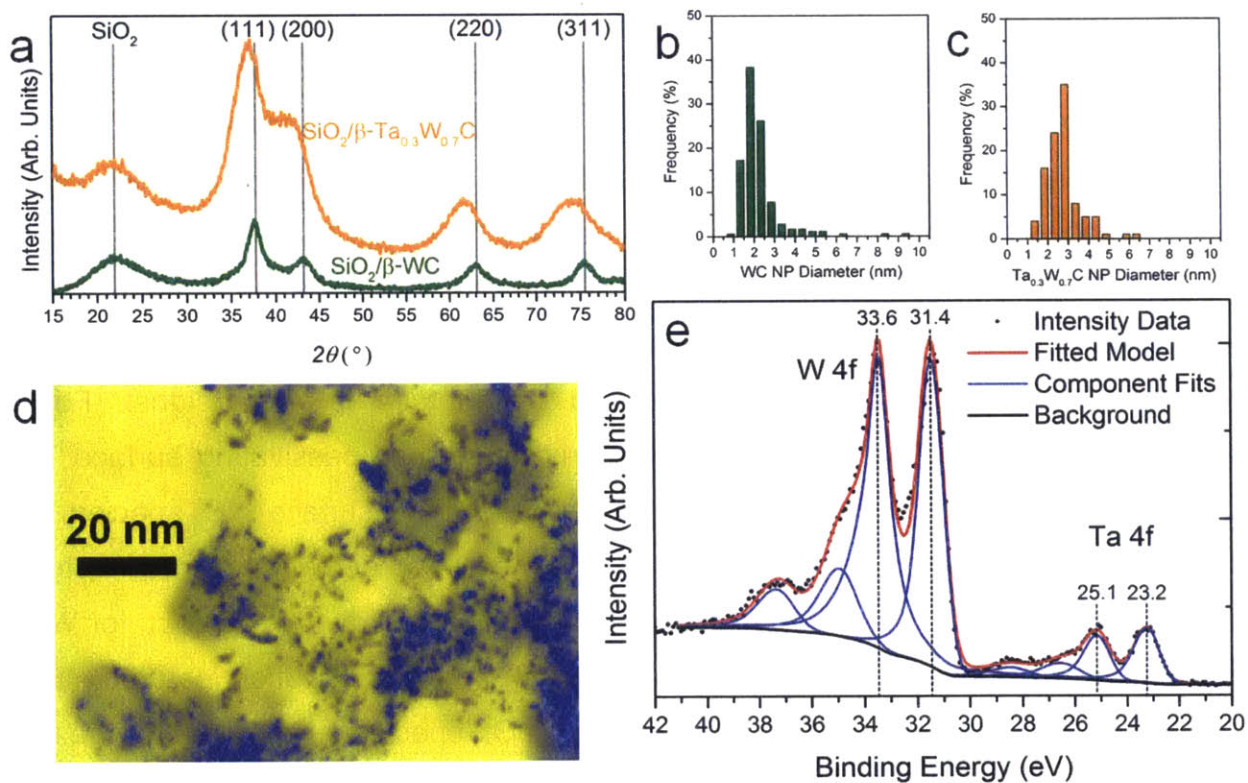 a
SiO₂ (111) (200) (220) (311)
SiO₂/β-Ta₀.₃W₀.₇C
SiO₂/β-WC
Intensity (Arb. Units)
15 20 25 30 35 40 45 50 55 60 65 70 75 80
2θ(°)
b
50
40
30
20
10
0
Frequency (%)
0 1 2 3 4 5 6 7 8 9 10
WC NP Diameter (nm)
c
50
40
30
20
10
0
Frequency (%)
0 1 2 3 4 5 6 7 8 9 10
Ta₀.₃W₀.₇C NP Diameter (nm)
d
20 nm
e
33.6 31.4
W 4f
Intensity Data
Fitted Model
Component Fits
Background
Ta 4f
25.1 23.2
Intensity (Arb. Units)
42 40 38 36 34 32 30 28 26 24 22 20
Binding Energy (eV)